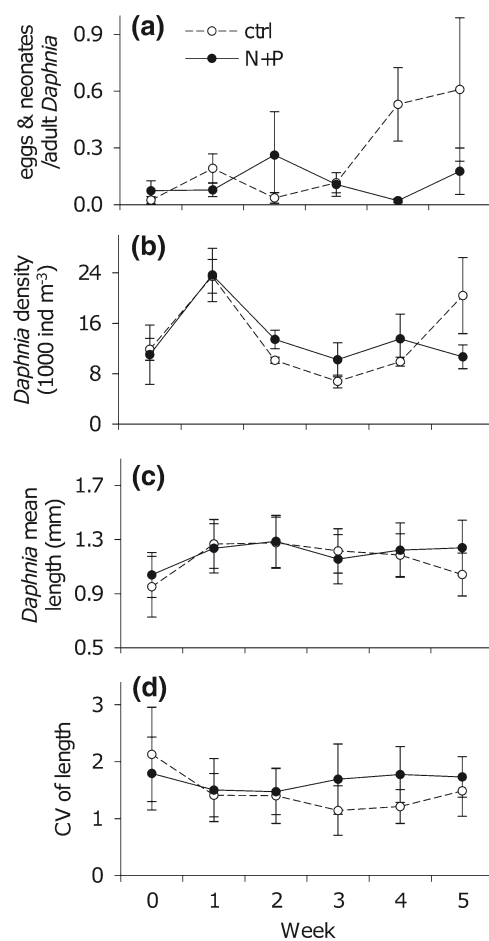 (a)
ctrl
N+P
eggs & neonates
/adult Daphnia
0.9
0.6
0.3
0.0
(b)
Daphnia density
(1000 ind m-3)
24
16
8
0
(c)
Daphnia mean
length (mm)
1.7
1.3
0.9
0.5
(d)
CV of length
3
2
1
0
0 1 2 3 4 5
Week